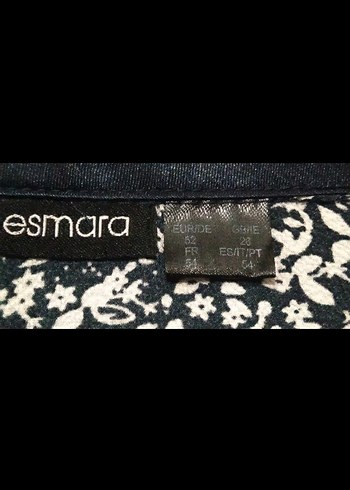 esmara
EUR/DE GB/IE
52 26
FR ES/IT/PT
54 54